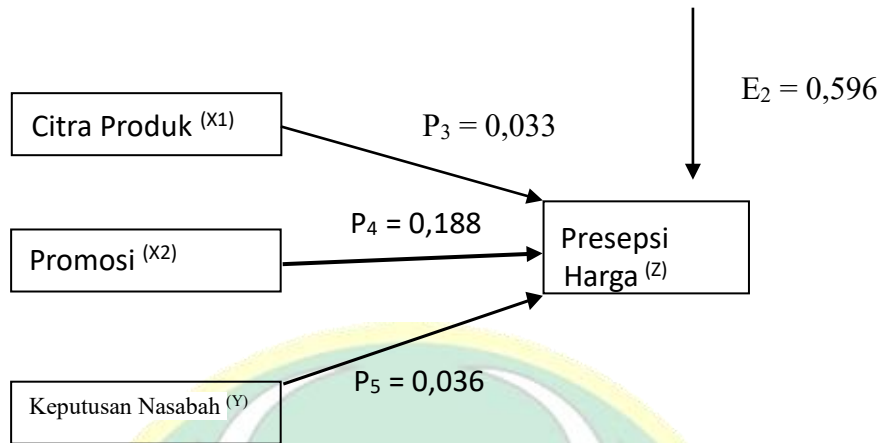 E₂ = 0,596
Citra Produk (X1)
P₃ = 0,033
P₄ = 0,188
Promosi (X2)
Presepsi
Harga (Z)
P₅ = 0,036
Keputusan Nasabah (Y)